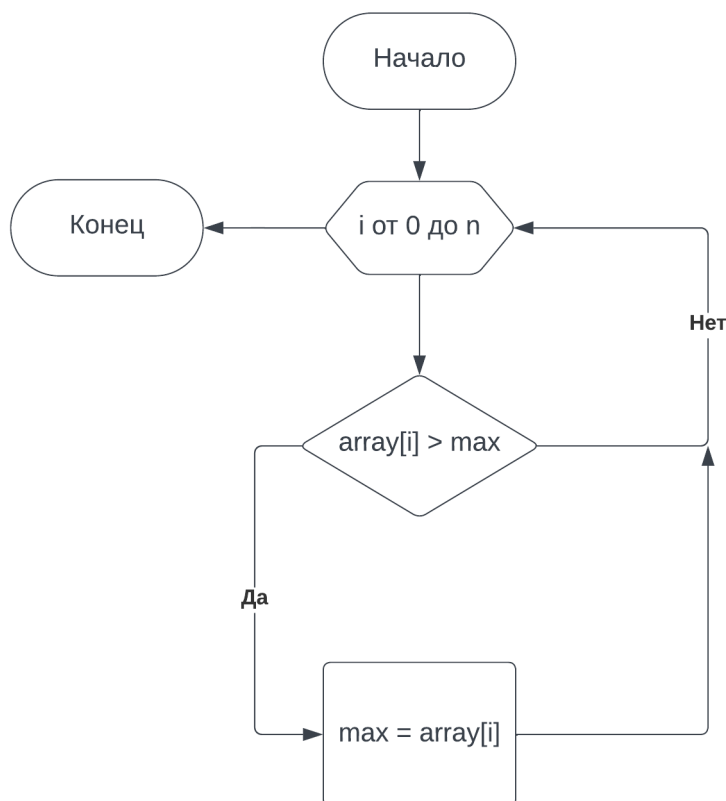 Начало
Конец
i от 0 до n
Нет
array[i] > max
Да
max = array[i]